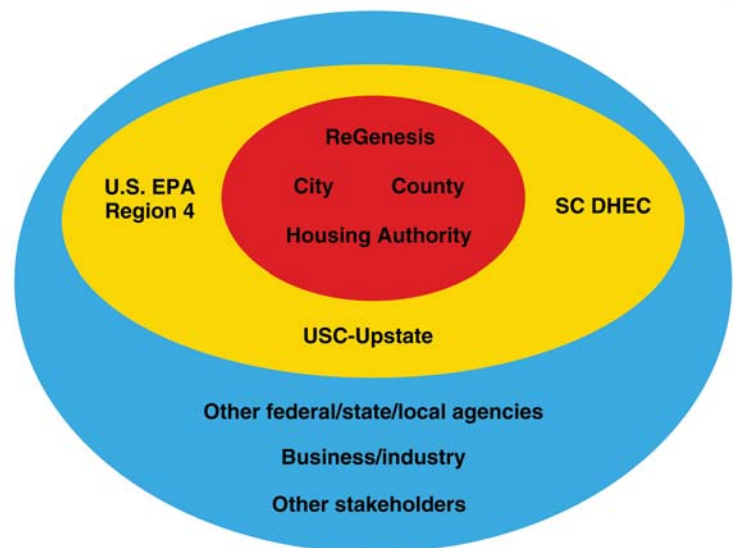 ReGenesis
City County
Housing Authority
U.S. EPA
Region 4
SC DHEC
USC-Upstate
Other federal/state/local agencies
Business/industry
Other stakeholders